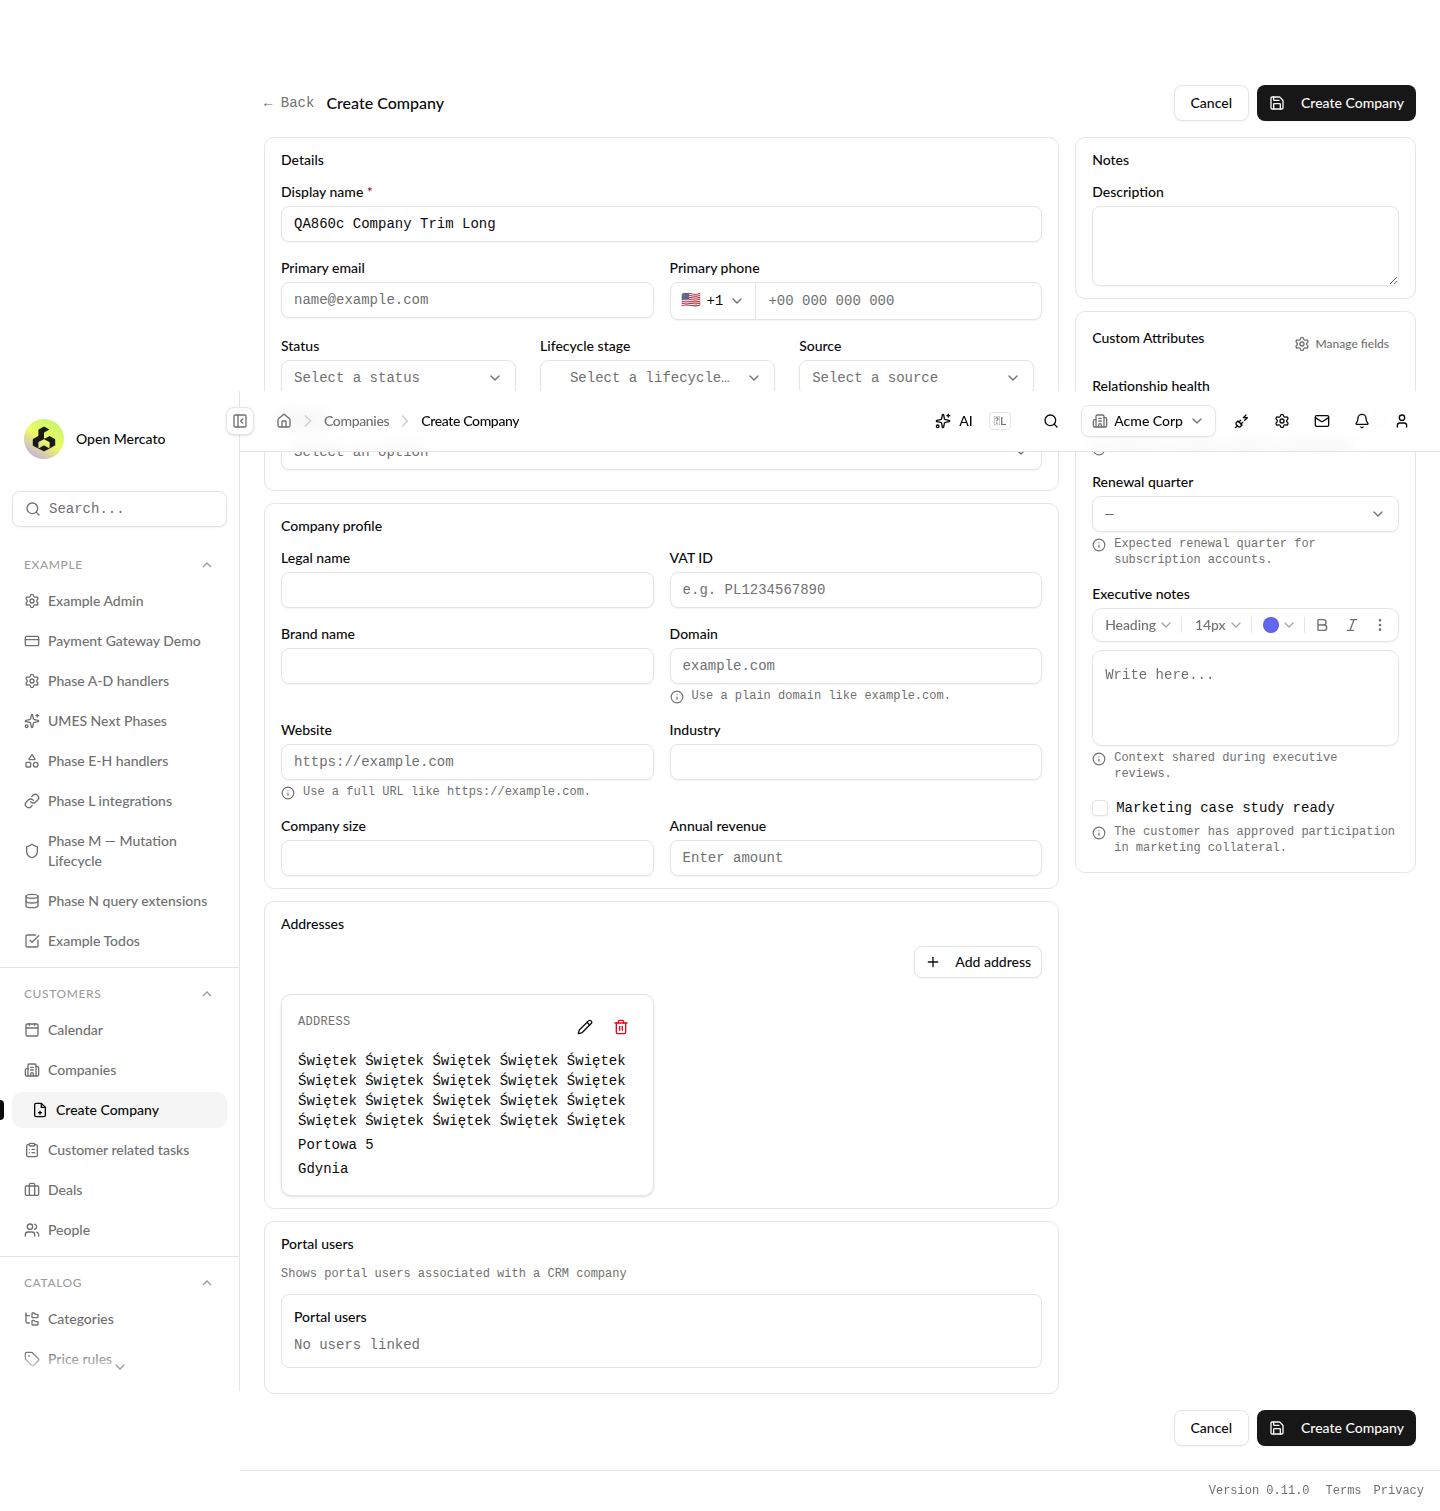 ← Back Create Company
Cancel Create Company
Details
Display name *
QA860c Company Trim Long
Primary email Primary phone
name@example.com +1 +00 000 000 000
Status Lifecycle stage Source
Select a status Select a lifecycle… Select a source
Notes
Description
Custom Attributes Manage fields
Relationship health
Open Mercato
Companies Create Company
AI L Acme Corp
Select an option
Search...
EXAMPLE
Example Admin
Payment Gateway Demo
Phase A-D handlers
UMES Next Phases
Phase E-H handlers
Phase L integrations
Phase M — Mutation
Lifecycle
Phase N query extensions
Example Todos
CUSTOMERS
Calendar
Companies
Create Company
Customer related tasks
Deals
People
CATALOG
Categories
Price rules
Company profile
Legal name VAT ID
e.g. PL1234567890
Brand name Domain
example.com
Use a plain domain like example.com.
Website Industry
https://example.com
Use a full URL like https://example.com.
Company size Annual revenue
Enter amount
Renewal quarter
—
Expected renewal quarter for
subscription accounts.
Executive notes
Heading 14px B I
Write here...
Context shared during executive
reviews.
Marketing case study ready
The customer has approved participation
in marketing collateral.
Addresses
Add address
ADDRESS
Świętek Świętek Świętek Świętek Świętek
Świętek Świętek Świętek Świętek Świętek
Świętek Świętek Świętek Świętek Świętek
Świętek Świętek Świętek Świętek Świętek
Portowa 5
Gdynia
Portal users
Shows portal users associated with a CRM company
Portal users
No users linked
Cancel Create Company
Version 0.11.0 Terms Privacy